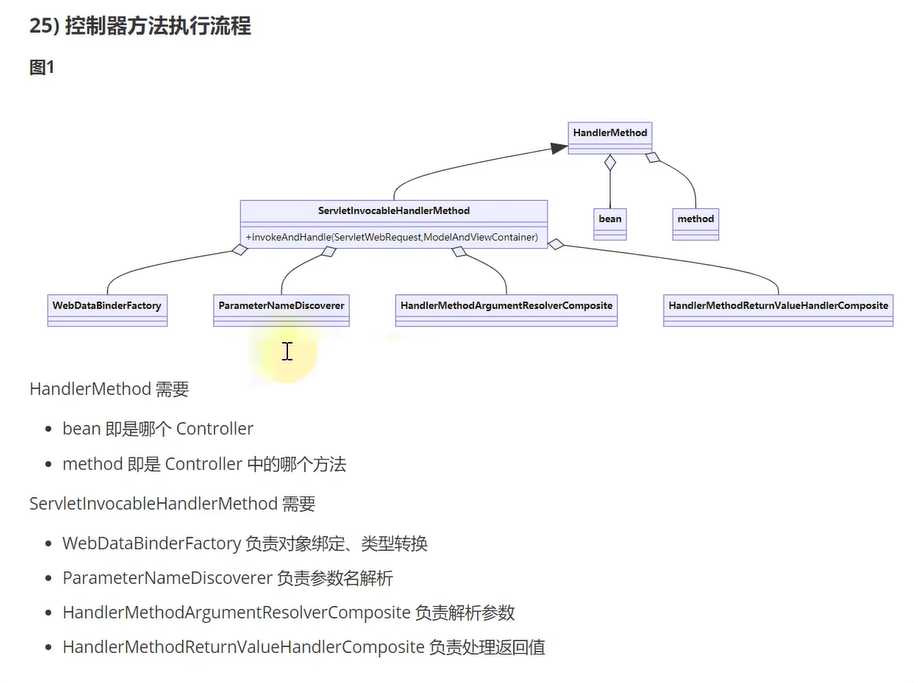 25) 控制器方法执行流程
图1
HandlerMethod
bean
method
ServletInvocableHandlerMethod
+invokeAndHandle(ServletWebRequest,ModelAndViewContainer)
WebDataBinderFactory
ParameterNameDiscoverer
HandlerMethodArgumentResolverComposite
HandlerMethodReturnValueHandlerComposite
HandlerMethod 需要
• bean 即是哪个 Controller
• method 即是 Controller 中的哪个方法
ServletInvocableHandlerMethod 需要
• WebDataBinderFactory 负责对象绑定、类型转换
• ParameterNameDiscoverer 负责参数名解析
• HandlerMethodArgumentResolverComposite 负责解析参数
• HandlerMethodReturnValueHandlerComposite 负责处理返回值